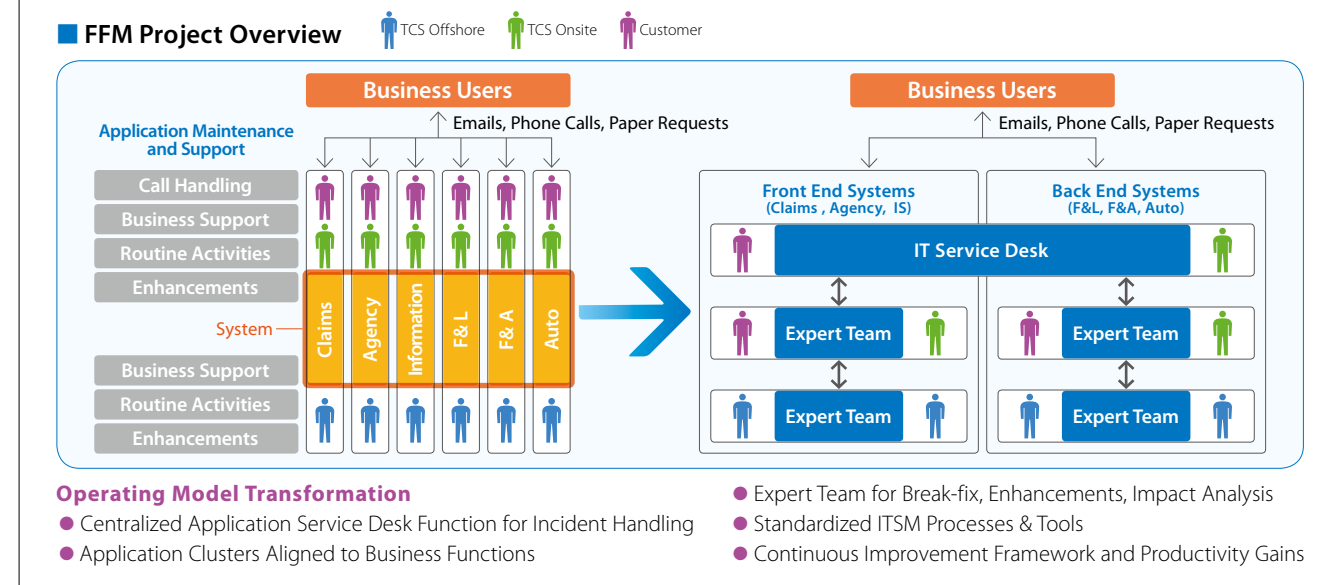 FFM Project Overview
TCS Offshore
TCS Onsite
Customer
Business Users
Emails, Phone Calls, Paper Requests
Application Maintenance
and Support
Call Handling
Business Support
Routine Activities
Enhancements
System
Business Support
Routine Activities
Enhancements
Claims
Agency
Information
F& L
F& A
Auto
Business Users
Emails, Phone Calls, Paper Requests
Front End Systems
(Claims , Agency, IS)
Back End Systems
(F&L, F&A, Auto)
IT Service Desk
Expert Team
Expert Team
Expert Team
Expert Team
Operating Model Transformation
● Centralized Application Service Desk Function for Incident Handling
● Application Clusters Aligned to Business Functions
● Expert Team for Break-fix, Enhancements, Impact Analysis
● Standardized ITSM Processes & Tools
● Continuous Improvement Framework and Productivity Gains